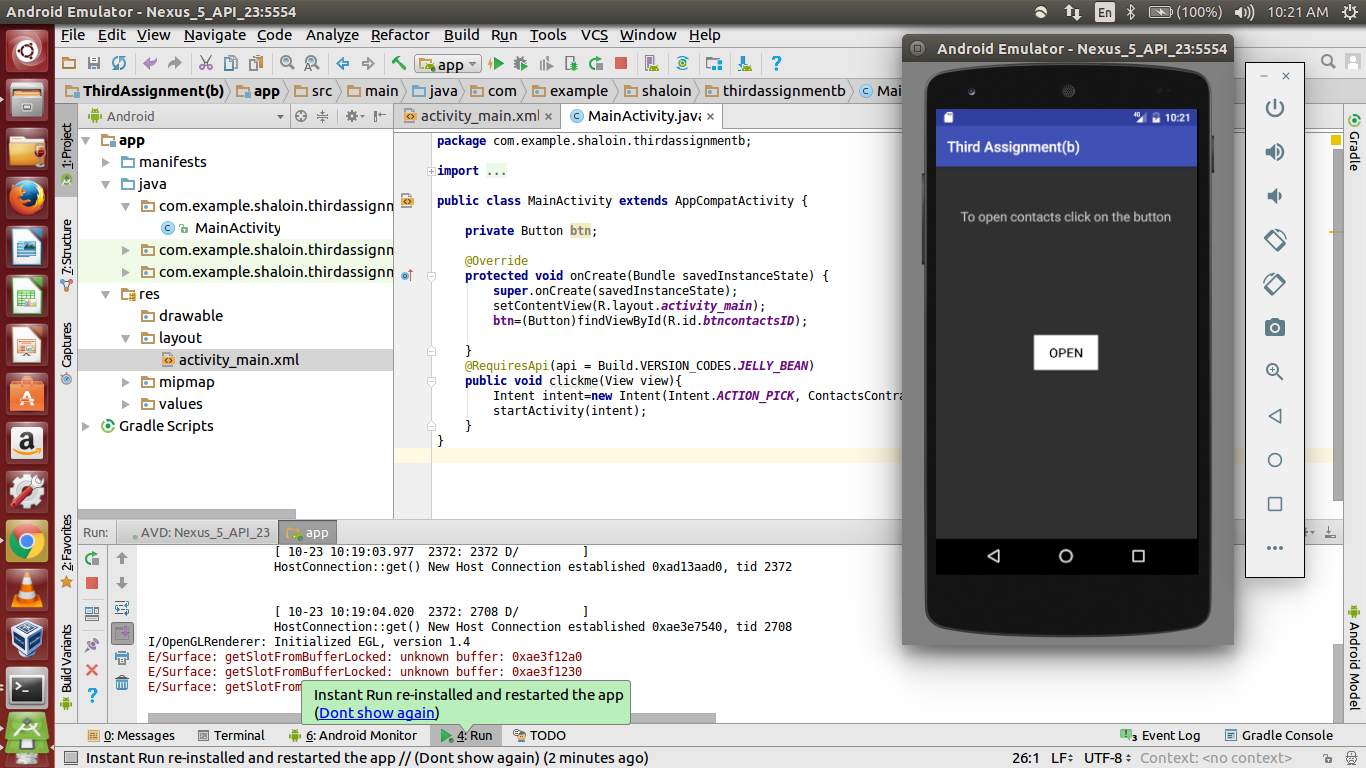 Android Emulator - Nexus_5_API_23:5554
En
(100%)
10:21 AM
File Edit View Navigate Code Analyze Refactor Build Run Tools VCS Window Help
app
ThirdAssignment(b) app src main java com example shaloin thirdassignmentb Mai
Android
activity_main.xml
MainActivity.java
1: Project
7: Structure
Captures
2: Favorites
Build Variants
app
manifests
java
com.example.shaloin.thirdassignm
MainActivity
com.example.shaloin.thirdassignm
com.example.shaloin.thirdassignm
res
drawable
layout
activity_main.xml
mipmap
values
Gradle Scripts
package com.example.shaloin.thirdassignmentb;
import ...
public class MainActivity extends AppCompatActivity {
private Button btn;
@Override
protected void onCreate(Bundle savedInstanceState) {
super.onCreate(savedInstanceState);
setContentView(R.layout.activity_main);
btn=(Button)findViewById(R.id.btncontactsID);
}
@RequiresApi(api = Build.VERSION_CODES.JELLY_BEAN)
public void clickme(View view){
Intent intent=new Intent(Intent.ACTION_PICK, ContactsContra
startActivity(intent);
}
}
Android Emulator - Nexus_5_API_23:5554
10:21
Third Assignment(b)
To open contacts click on the button
OPEN
Gradle
Android Model
Run:
AVD: Nexus_5_API_23
app
[ 10-23 10:19:03.977 2372: 2372 D/ ]
HostConnection::get() New Host Connection established 0xad13aad0, tid 2372
[ 10-23 10:19:04.020 2372: 2708 D/ ]
HostConnection::get() New Host Connection established 0xae3e7540, tid 2708
I/OpenGLRenderer: Initialized EGL, version 1.4
E/Surface: getSlotFromBufferLocked: unknown buffer: 0xae3f12a0
E/Surface: getSlotFromBufferLocked: unknown buffer: 0xae3f1230
E/Surface: getSlotFrom
Instant Run re-installed and restarted the app
(Dont show again)
0: Messages
Terminal
6: Android Monitor
4: Run
TODO
3 Event Log
Gradle Console
Instant Run re-installed and restarted the app // (Dont show again) (2 minutes ago)
26:1 LF UTF-8 Context: <no context>